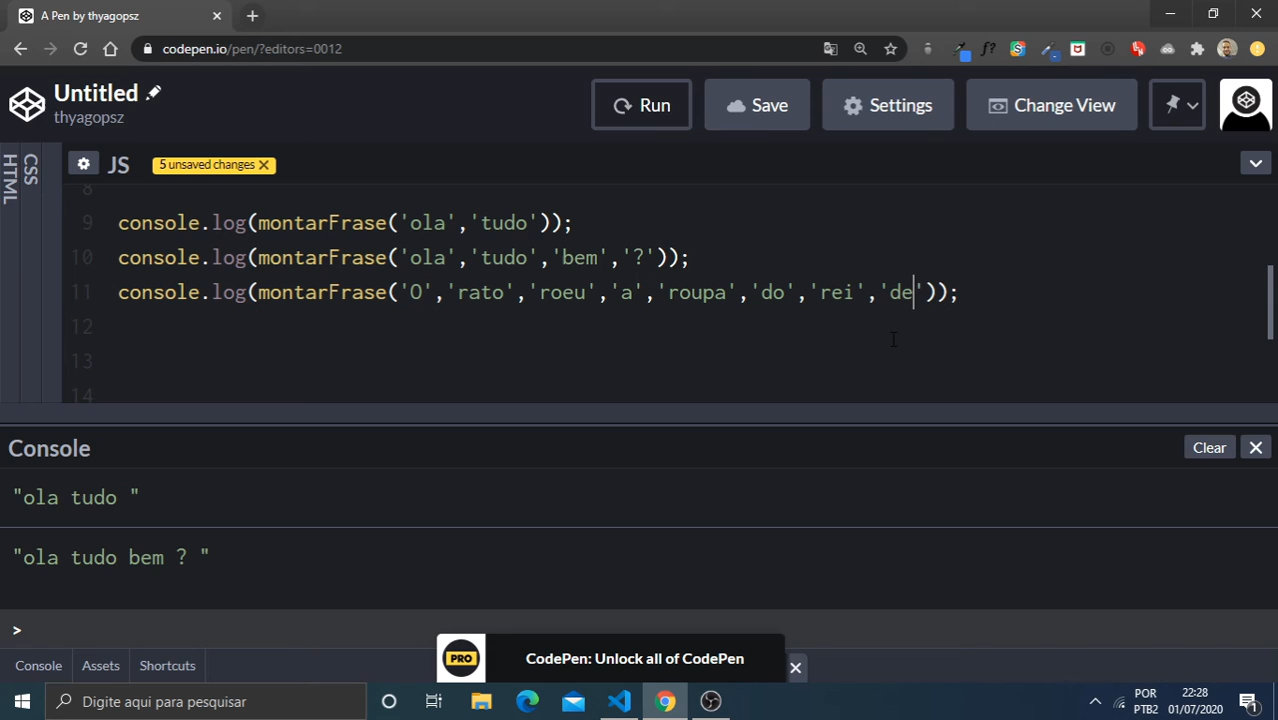 A Pen by thyagopsz
codepen.io/pen/?editors=0012
Untitled
thyagopsz
Run
Save
Settings
Change View
HTML
CSS
JS
5 unsaved changes X
8
9 console.log(montarFrase('ola','tudo'));
10 console.log(montarFrase('ola','tudo','bem','?'));
11 console.log(montarFrase('O','rato','roeu','a','roupa','do','rei','de'));
12
13
14
Console
Clear
"ola tudo "
"ola tudo bem ? "
>
PRO
CodePen: Unlock all of CodePen
Console Assets Shortcuts
Digite aqui para pesquisar
POR
PTB2
22:28
01/07/2020
1